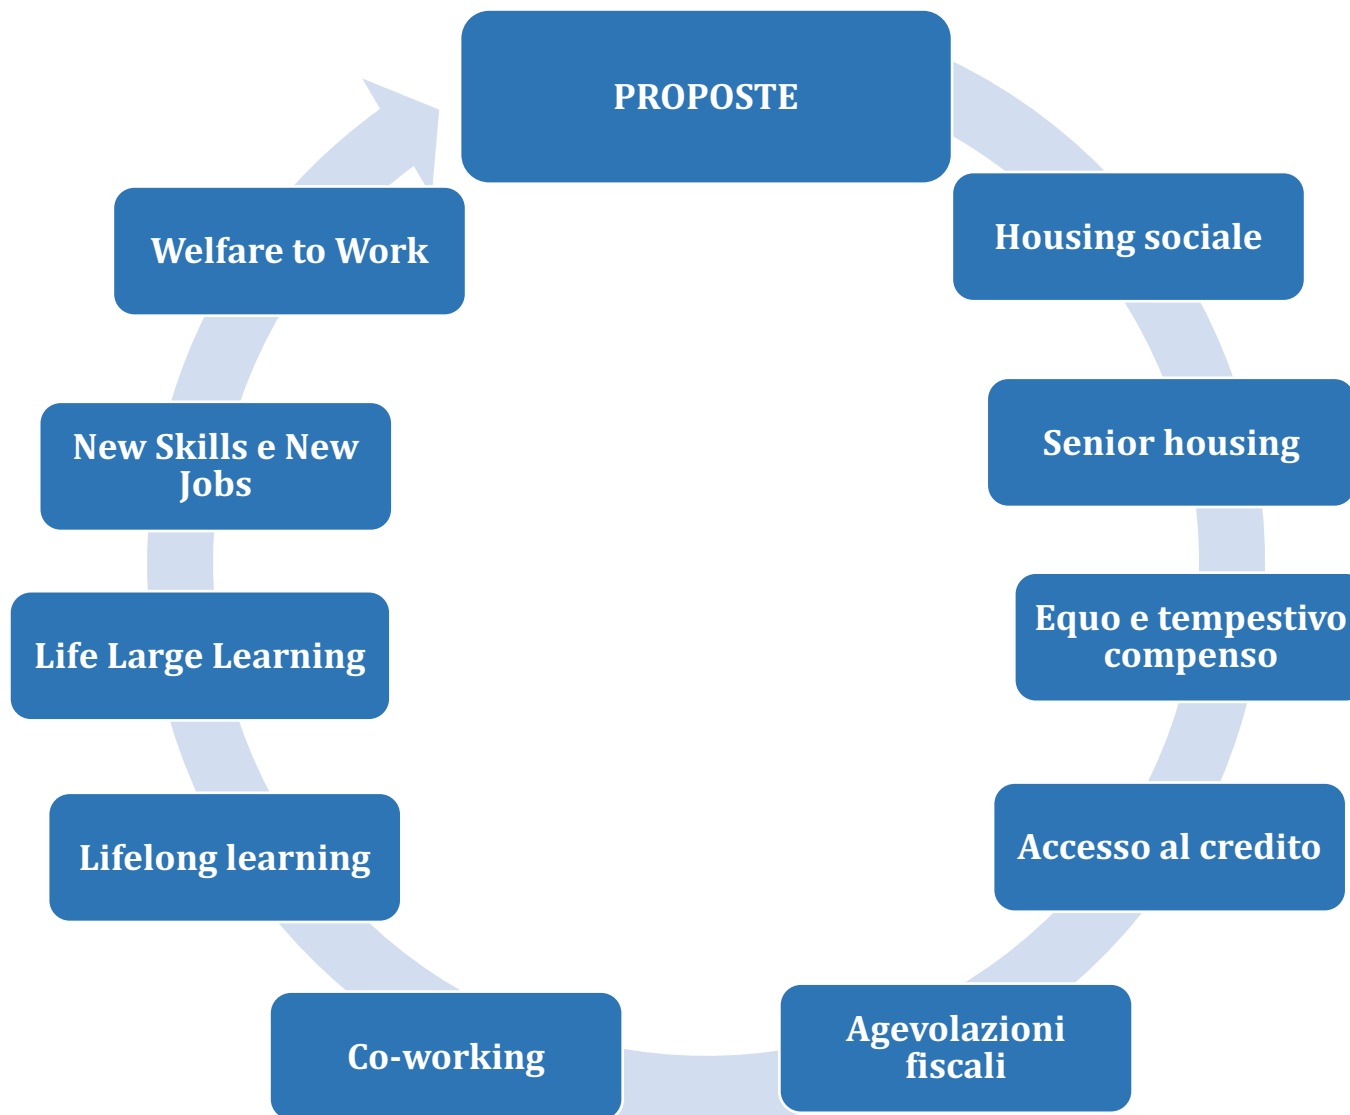 PROPOSTE
Housing sociale
Senior housing
Equo e tempestivo
compenso
Accesso al credito
Agevolazioni
fiscali
Co-working
Lifelong learning
Life Large Learning
New Skills e New
Jobs
Welfare to Work